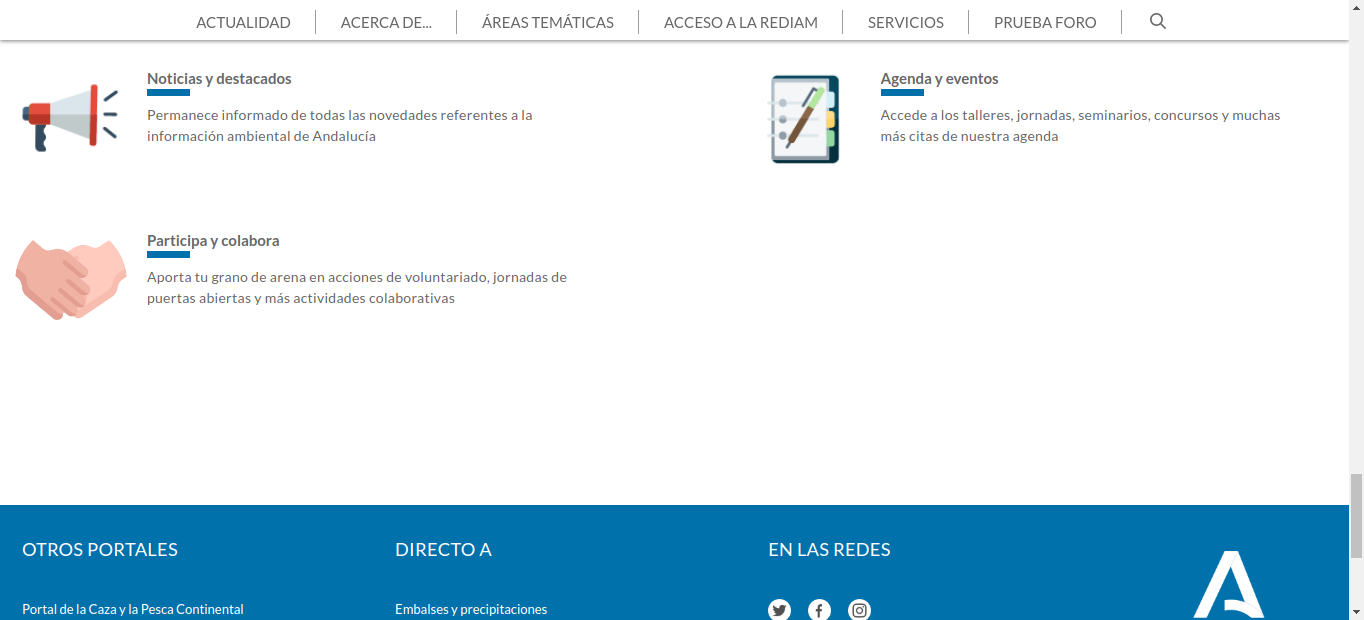 ACTUALIDAD
ACERCA DE...
ÁREAS TEMÁTICAS
ACCESO A LA REDIAM
SERVICIOS
PRUEBA FORO
Noticias y destacados
Permanece informado de todas las novedades referentes a la
información ambiental de Andalucía
Agenda y eventos
Accede a los talleres, jornadas, seminarios, concursos y muchas
más citas de nuestra agenda
Participa y colabora
Aporta tu grano de arena en acciones de voluntariado, jornadas de
puertas abiertas y más actividades colaborativas
OTROS PORTALES
Portal de la Caza y la Pesca Continental
DIRECTO A
Embalses y precipitaciones
EN LAS REDES